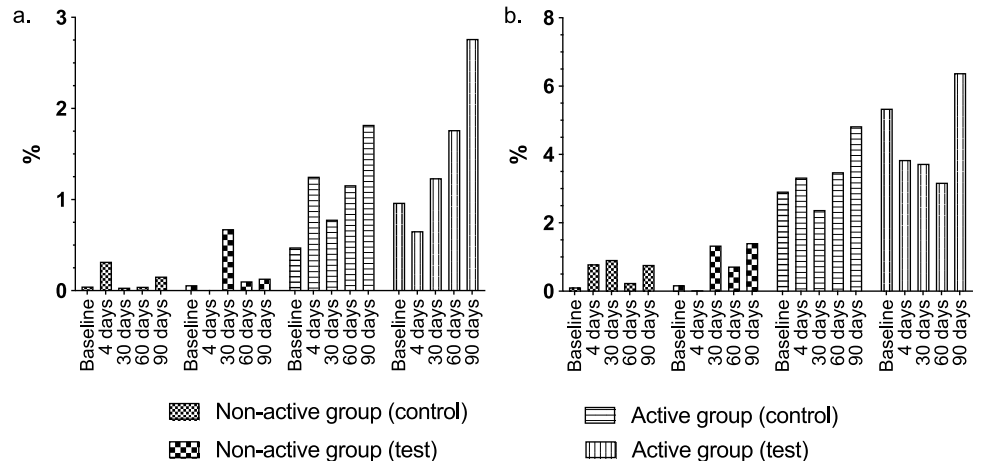 a.
3
2
1
0
%
Baseline
4 days
30 days
60 days
90 days
Baseline
4 days
30 days
60 days
90 days
Baseline
4 days
30 days
60 days
90 days
Baseline
4 days
30 days
60 days
90 days
b.
8
6
4
2
0
%
Baseline
4 days
30 days
60 days
90 days
Baseline
4 days
30 days
60 days
90 days
Baseline
4 days
30 days
60 days
90 days
Baseline
4 days
30 days
60 days
90 days
Non-active group (control)
Non-active group (test)
Active group (control)
Active group (test)